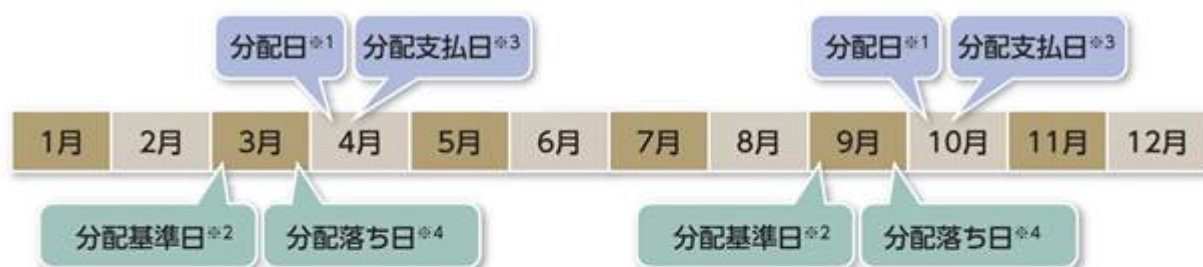 分配日※1 分配支払日※3 分配日※1 分配支払日※3
1月 2月 3月 4月 5月 6月 7月 8月 9月 10月 11月 12月
分配基準日※2 分配落ち日※4 分配基準日※2 分配落ち日※4